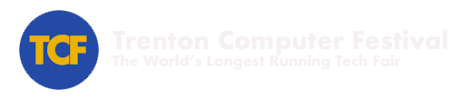 TCF
Trenton Computer Festival
The World's Longest Running Tech Fair